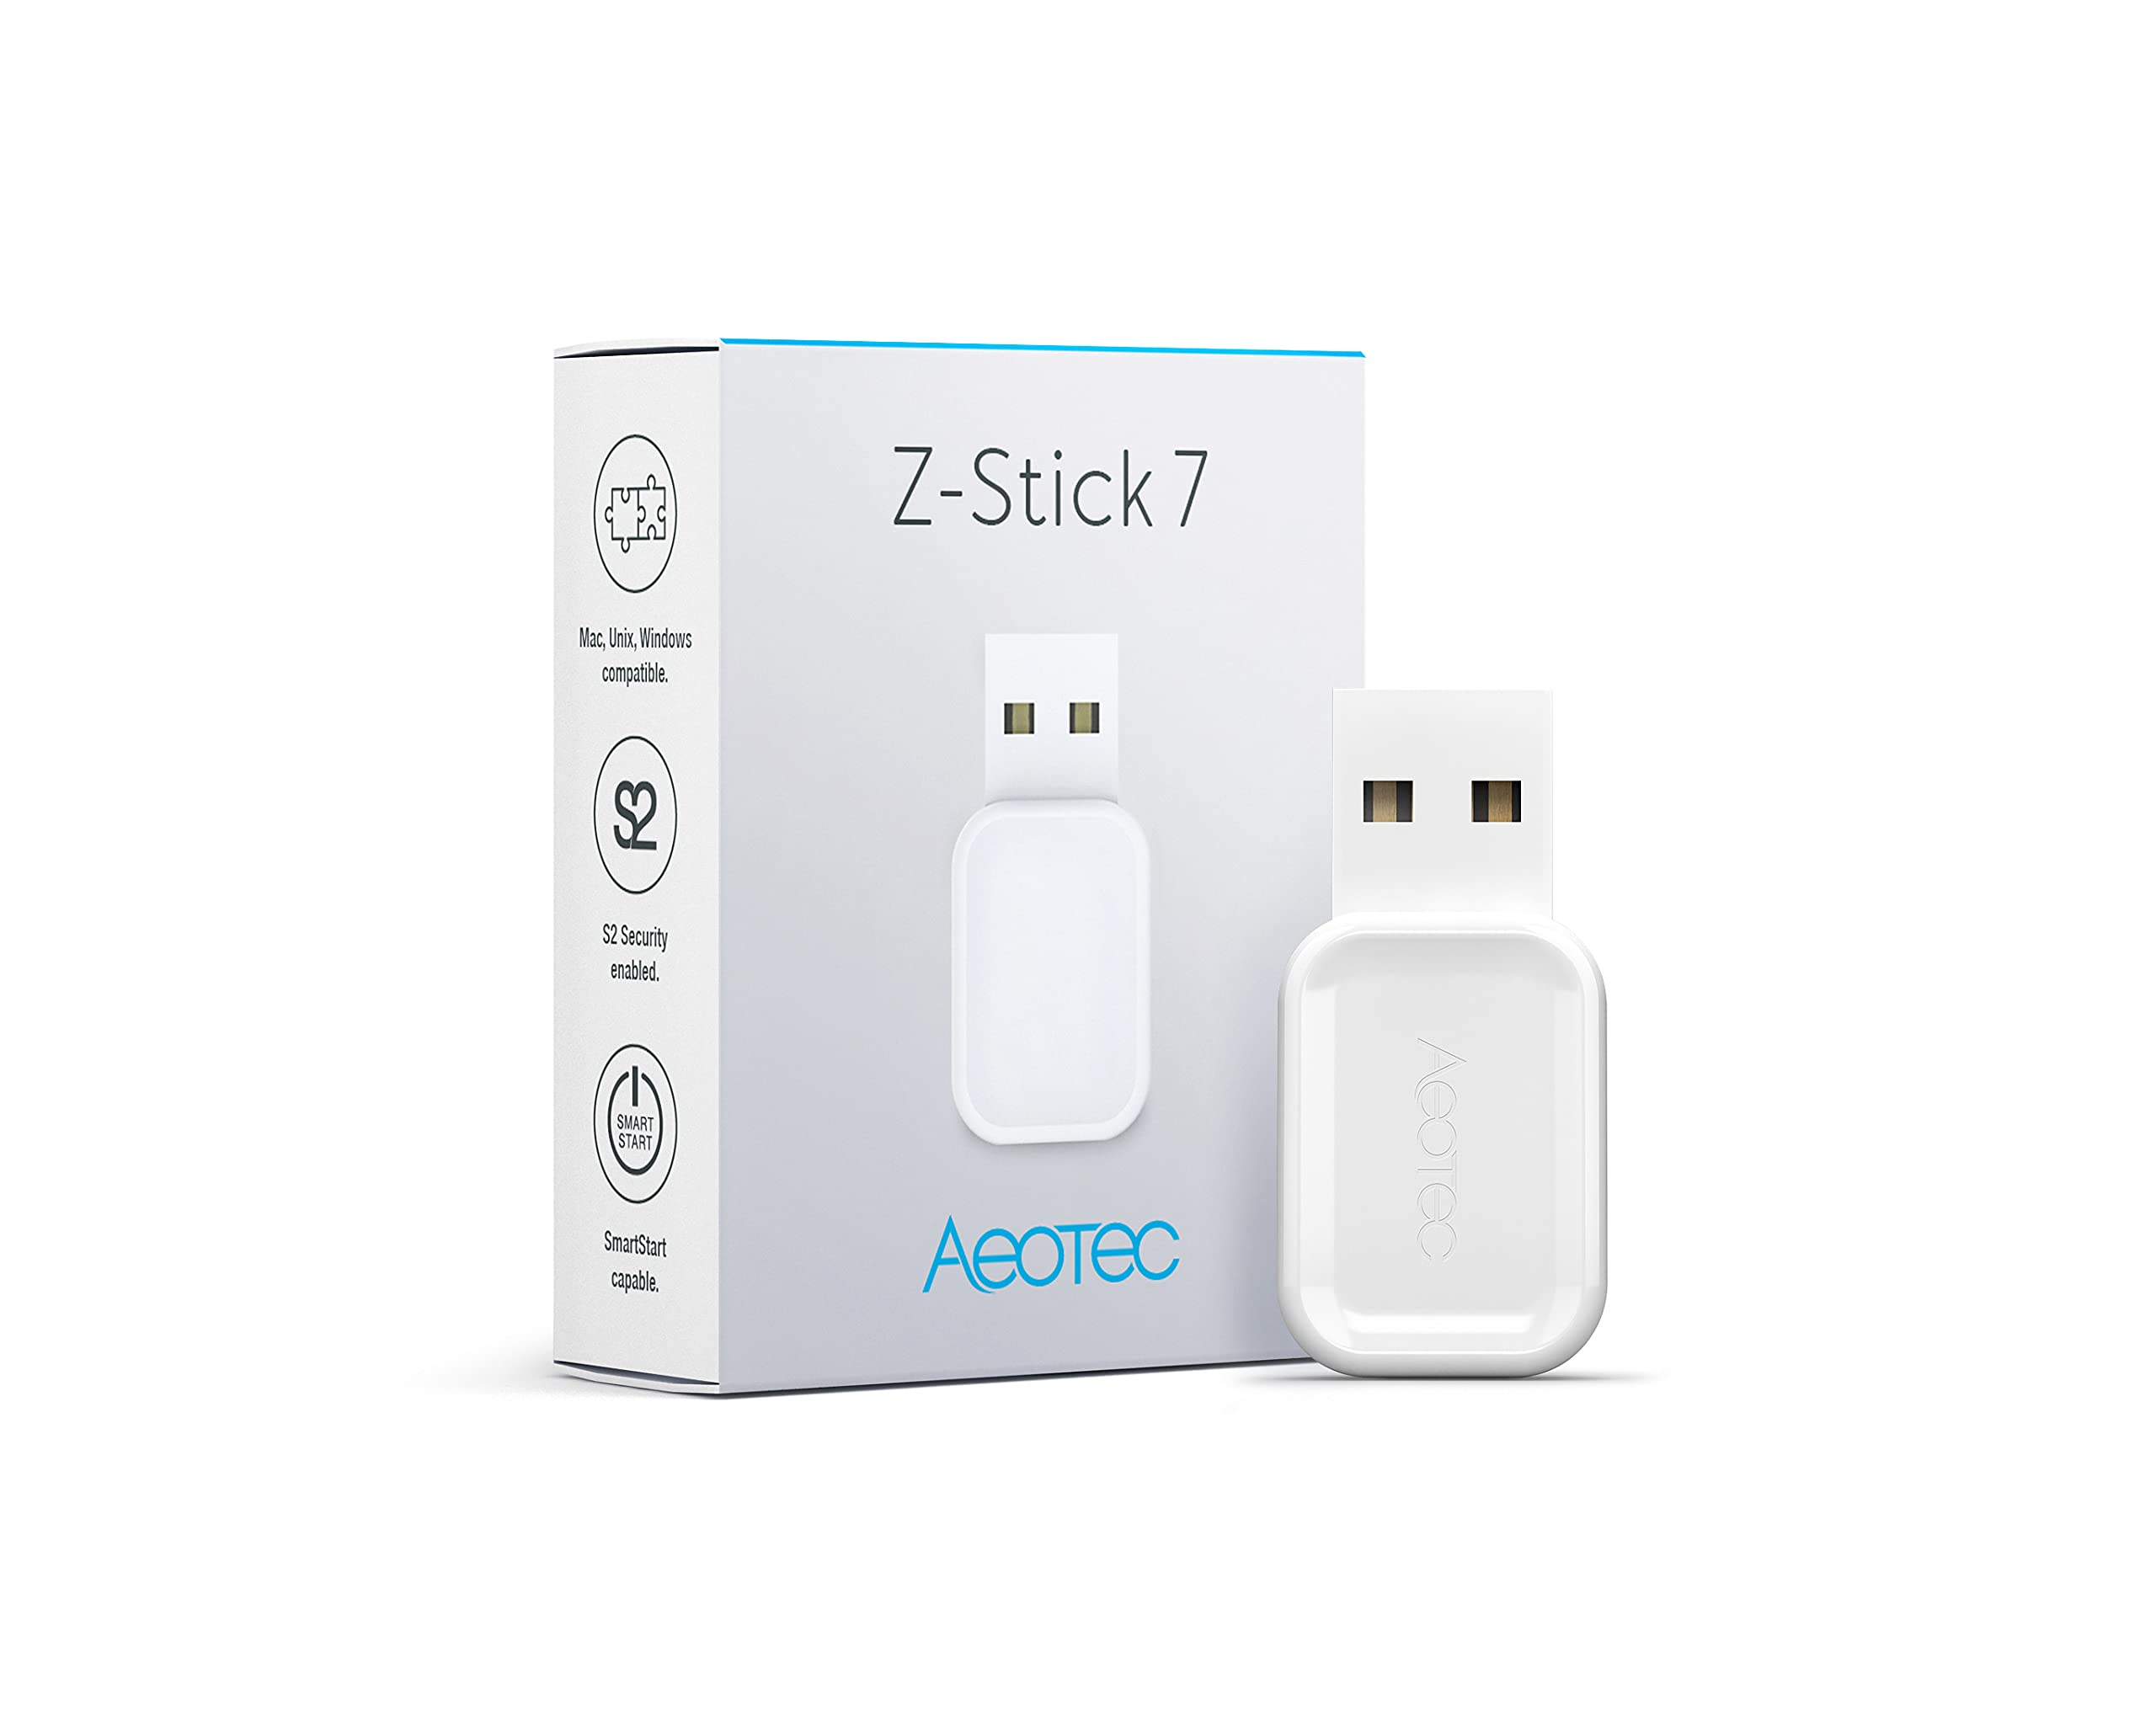 Z-Stick 7
AEOTEC
Mac, Unix, Windows
compatible.
S2
S2 Security
enabled.
SMART
START
SmartStart
capable.
AEOTEC